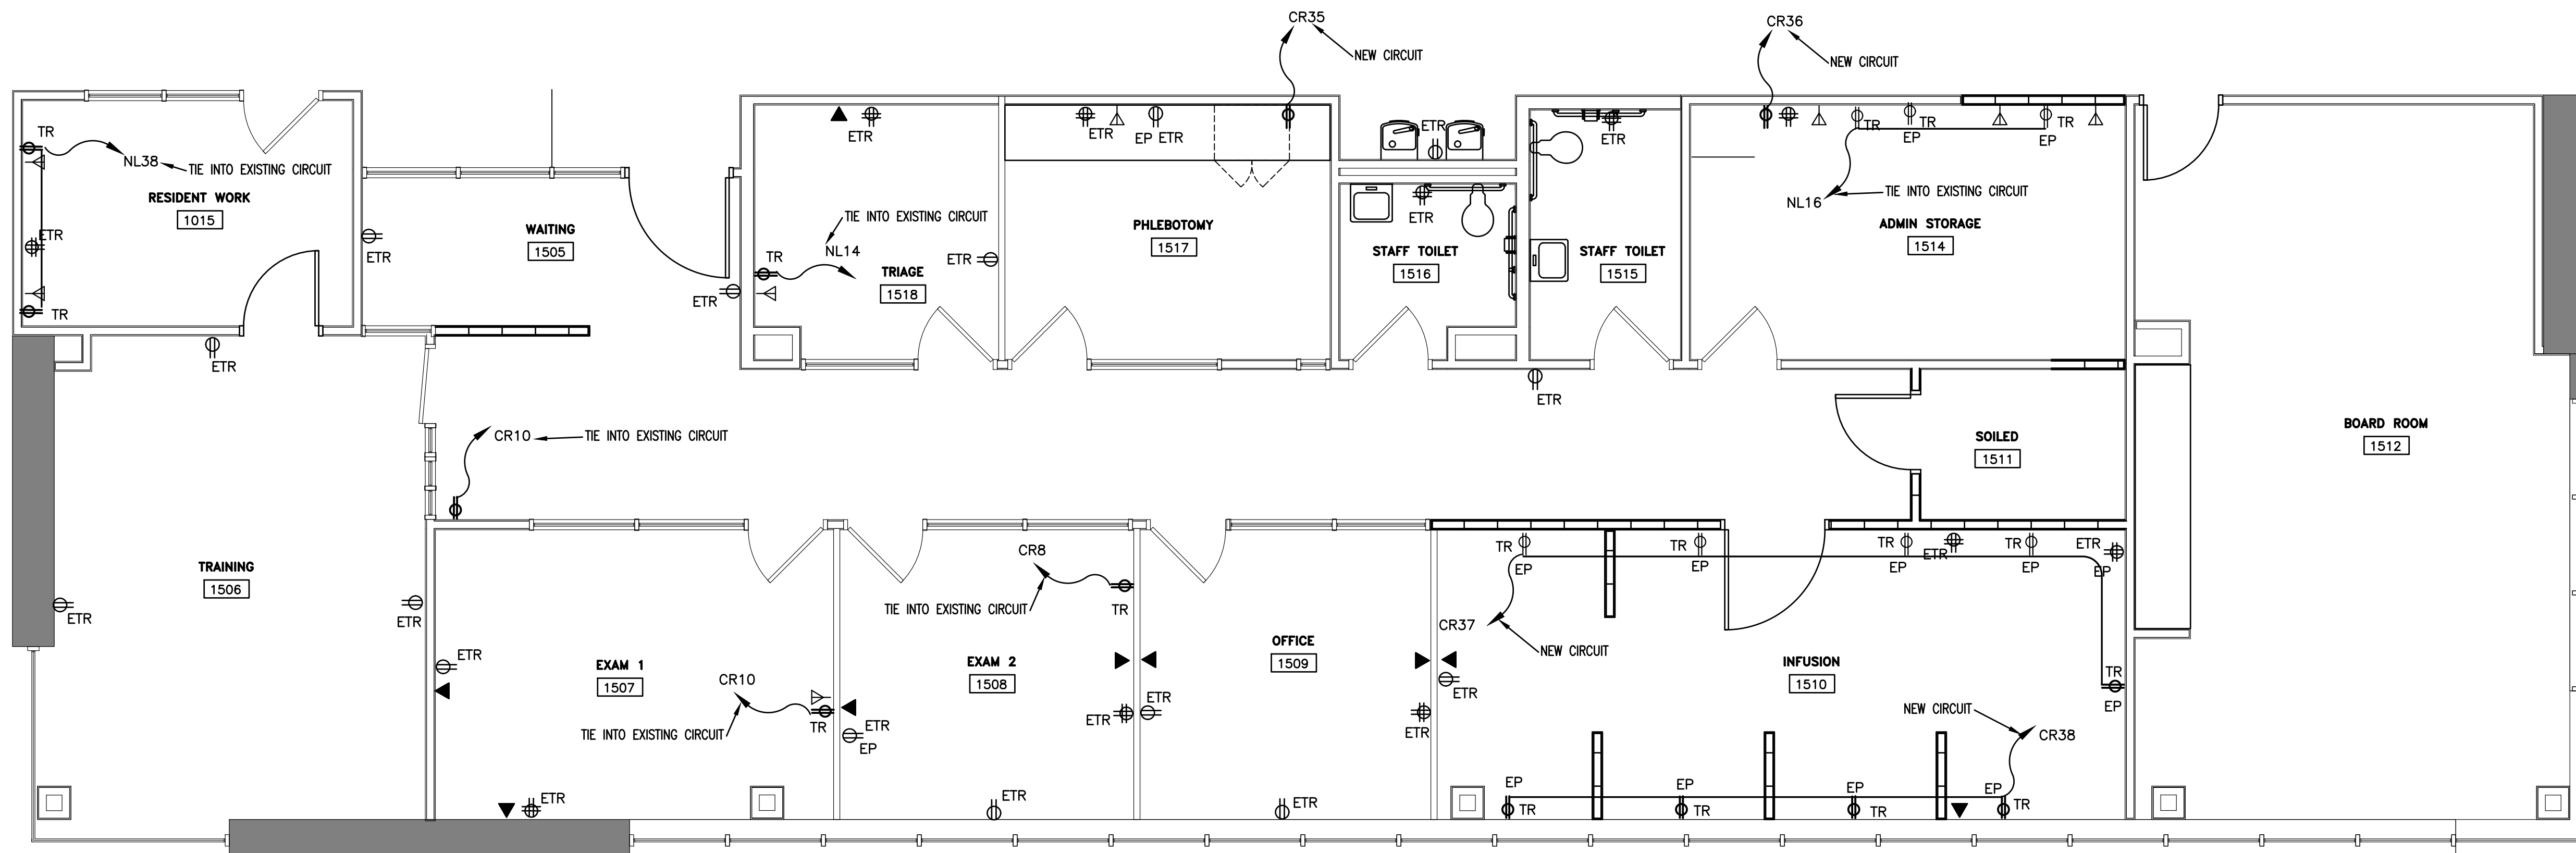 CR35
NEW CIRCUIT
CR36
NEW CIRCUIT
TR
NL38
TIE INTO EXISTING CIRCUIT
RESIDENT WORK
1015
ETR
TR
ETR
WAITING
1505
ETR
ETR
ETR
TIE INTO EXISTING CIRCUIT
NL14
TR
TRIAGE
1518
ETR
ETR
EP ETR
PHLEBOTOMY
1517
ETR
ETR
STAFF TOILET
1516
ETR
STAFF TOILET
1515
ETR
TR
EP
TR
EP
TR
NL16
TIE INTO EXISTING CIRCUIT
ADMIN STORAGE
1514
SOILED
1511
BOARD ROOM
1512
CR10
TIE INTO EXISTING CIRCUIT
TRAINING
1506
ETR
ETR
ETR
EXAM 1
1507
CR10
TIE INTO EXISTING CIRCUIT
TR
ETR
CR8
TIE INTO EXISTING CIRCUIT
TR
EXAM 2
1508
ETR
EP
ETR
ETR
OFFICE
1509
ETR
ETR
ETR
TR
EP
TR
EP
TR
EP
ETR
TR
EP
ETR
EP
CR37
NEW CIRCUIT
ETR
INFUSION
1510
TR
EP
NEW CIRCUIT
CR38
EP
TR
EP
TR
EP
TR
EP
TR